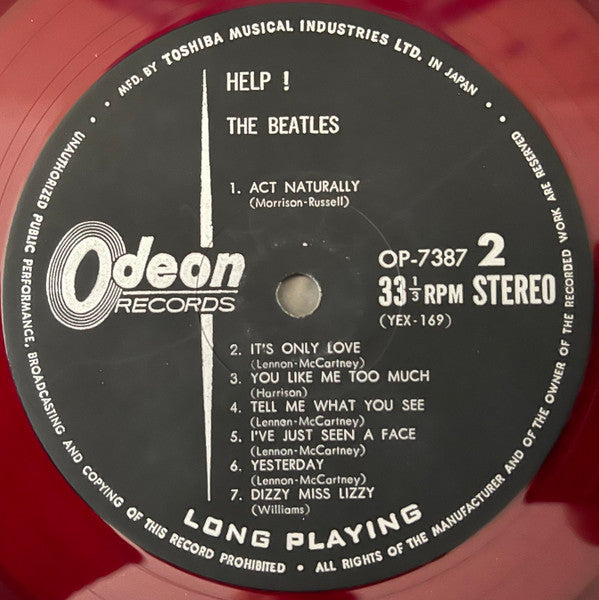 MFD. BY TOSHIBA MUSICAL INDUSTRIES LTD. IN JAPAN
HELP !
THE BEATLES
1. ACT NATURALLY
(Morrison-Russell)
Odeon
RECORDS
OP-7387 2
33 1/3 RPM STEREO
(YEX-169)
2. IT'S ONLY LOVE
(Lennon-McCartney)
3. YOU LIKE ME TOO MUCH
(Harrison)
4. TELL ME WHAT YOU SEE
(Lennon-McCartney)
5. I'VE JUST SEEN A FACE
(Lennon-McCartney)
6. YESTERDAY
(Lennon-McCartney)
7. DIZZY MISS LIZZY
(Williams)
LONG PLAYING
UNAUTHORIZED PUBLIC PERFORMANCE, BROADCASTING AND COPYING OF THIS RECORD PROHIBITED • ALL RIGHTS OF THE MANUFACTURER AND OF THE OWNER OF THE RECORDED WORK ARE RESERVED